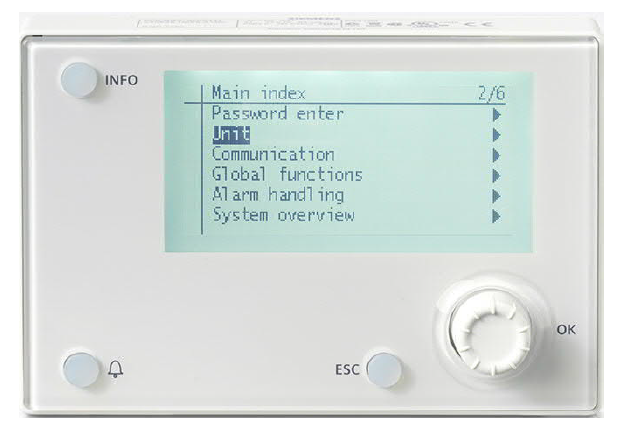 INFO
Main index 2/6
Password enter
Unit
Communication
Global functions
Alarm handling
System overview
OK
ESC